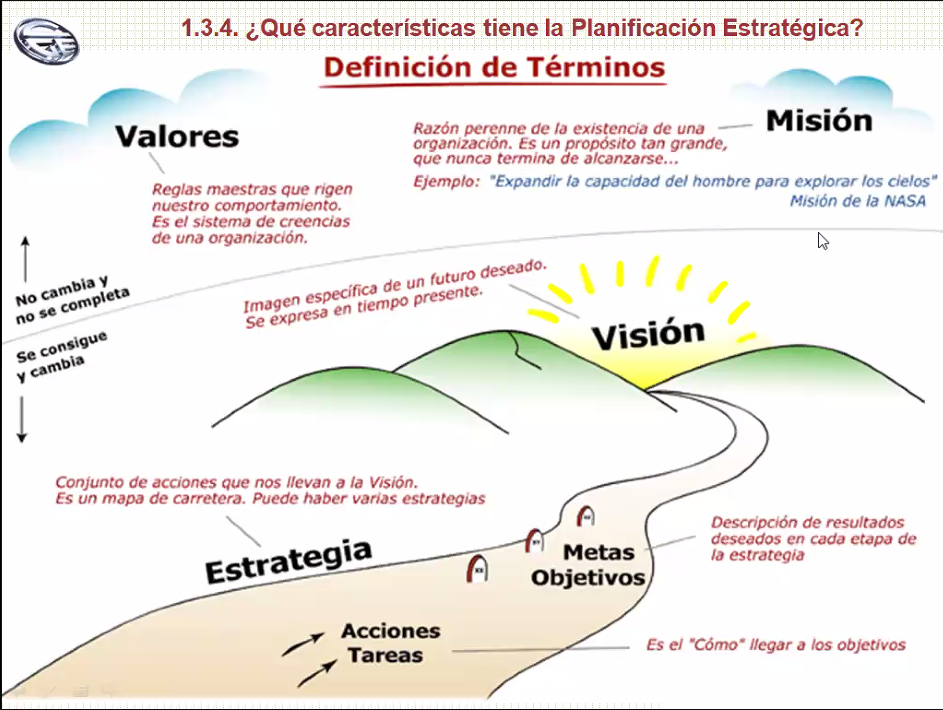 1.3.4. ¿Qué características tiene la Planificación Estratégica?
Definición de Términos
Valores
Misión
Razón perenne de la existencia de una
organización. Es un propósito tan grande,
que nunca termina de alcanzarse...
Ejemplo: "Expandir la capacidad del hombre para explorar los cielos"
Misión de la NASA
Reglas maestras que rigen
nuestro comportamiento.
Es el sistema de creencias
de una organización.
No cambia y
no se completa
Se consigue
y cambia
Imagen específica de un futuro deseado.
Se expresa en tiempo presente.
Visión
Conjunto de acciones que nos llevan a la Visión.
Es un mapa de carretera. Puede haber varias estrategias
Estrategia
Metas
Objetivos
Descripción de resultados
deseados en cada etapa de
la estrategia
Acciones
Tareas
Es el "Cómo" llegar a los objetivos